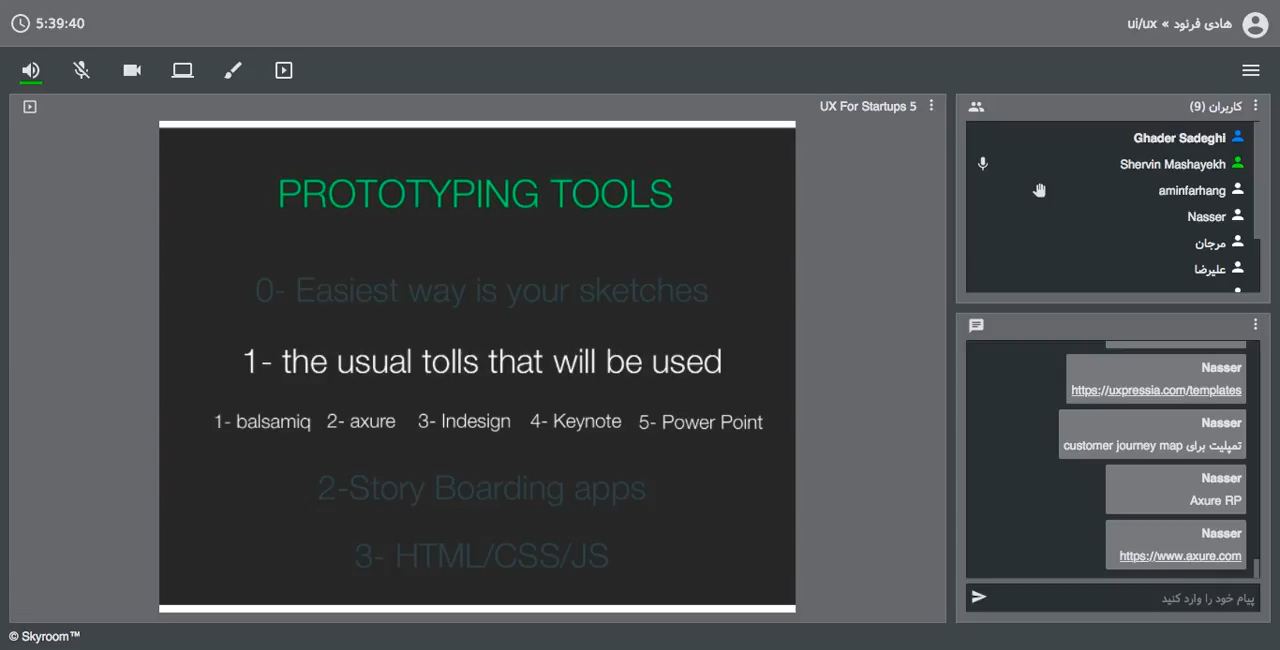 5:39:40
هادی فرنود » ui/ux
UX For Startups 5
PROTOTYPING TOOLS
0- Easiest way is your sketches
1- the usual tolls that will be used
1- balsamiq 2- axure 3- Indesign 4- Keynote 5- Power Point
2-Story Boarding apps
3- HTML/CSS/JS
کاربران (9)
Ghader Sadeghi
Shervin Mashayekh
aminfarhang
Nasser
مرجان
علیرضا
Nasser
https://uxpressia.com/templates
Nasser
تمپلیت برای customer journey map
Nasser
Axure RP
Nasser
https://www.axure.com
پیام خود را وارد کنید
© Skyroom™